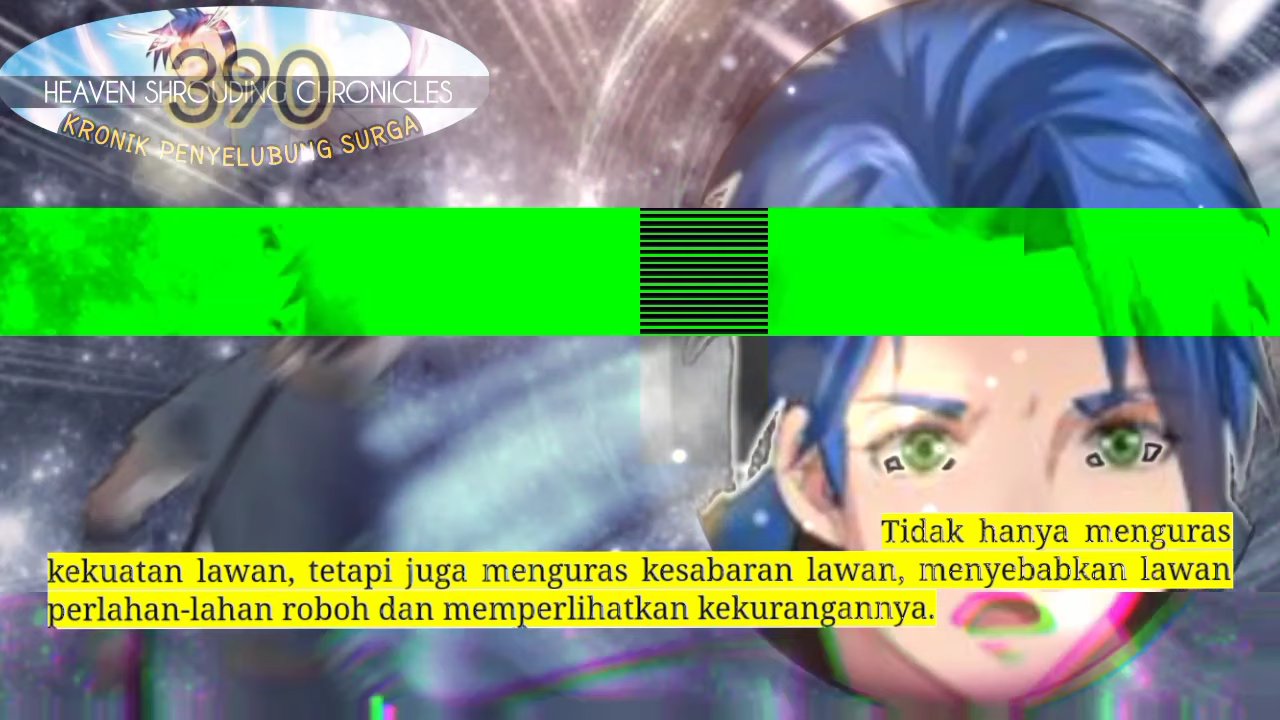 390
HEAVEN SHROUDING CHRONICLES
KRONIK PENYELUBUNG SURGA
Tidak hanya menguras
kekuatan lawan, tetapi juga menguras kesabaran lawan, menyebabkan lawan
perlahan-lahan roboh dan memperlihatkan kekurangannya.